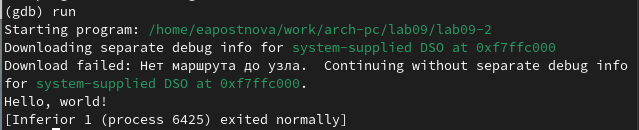 (gdb) run
Starting program: /home/eapostnova/work/arch-pc/lab09/lab09-2
Downloading separate debug info for system-supplied DSO at 0xf7ffc000
Download failed: Нет маршрута до узла.  Continuing without separate debug info
for system-supplied DSO at 0xf7ffc000.
Hello, world!
[Inferior 1 (process 6425) exited normally]